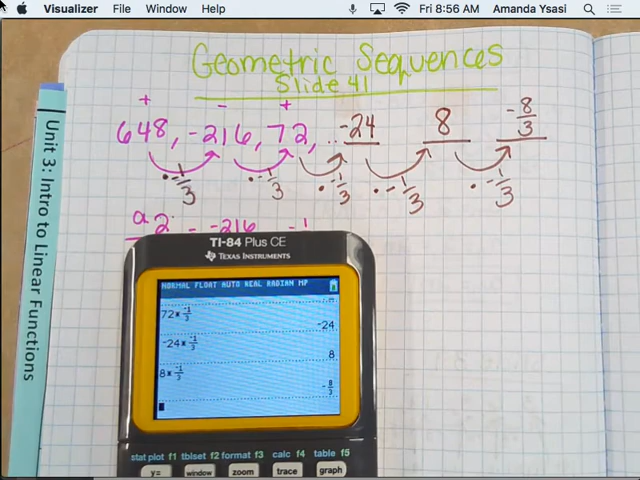 Visualizer File Window Help Fri 8:56 AM Amanda Ysasi
Geometric Sequences
Slide 41
+ - +
648, -216, 72, ... -24 8 -8/3
· -1/3 · -1/3 · -1/3 · -1/3 · -1/3
a2 = -216 -1
Unit 3: Intro to Linear Functions
TI-84 Plus CE
TEXAS INSTRUMENTS
NORMAL FLOAT AUTO REAL RADIAN MP
72*-1/3
-24
-24*-1/3
8
8*-1/3
-8/3
stat plot f1 tblset f2 format f3 calc f4 table f5
y= window zoom trace graph